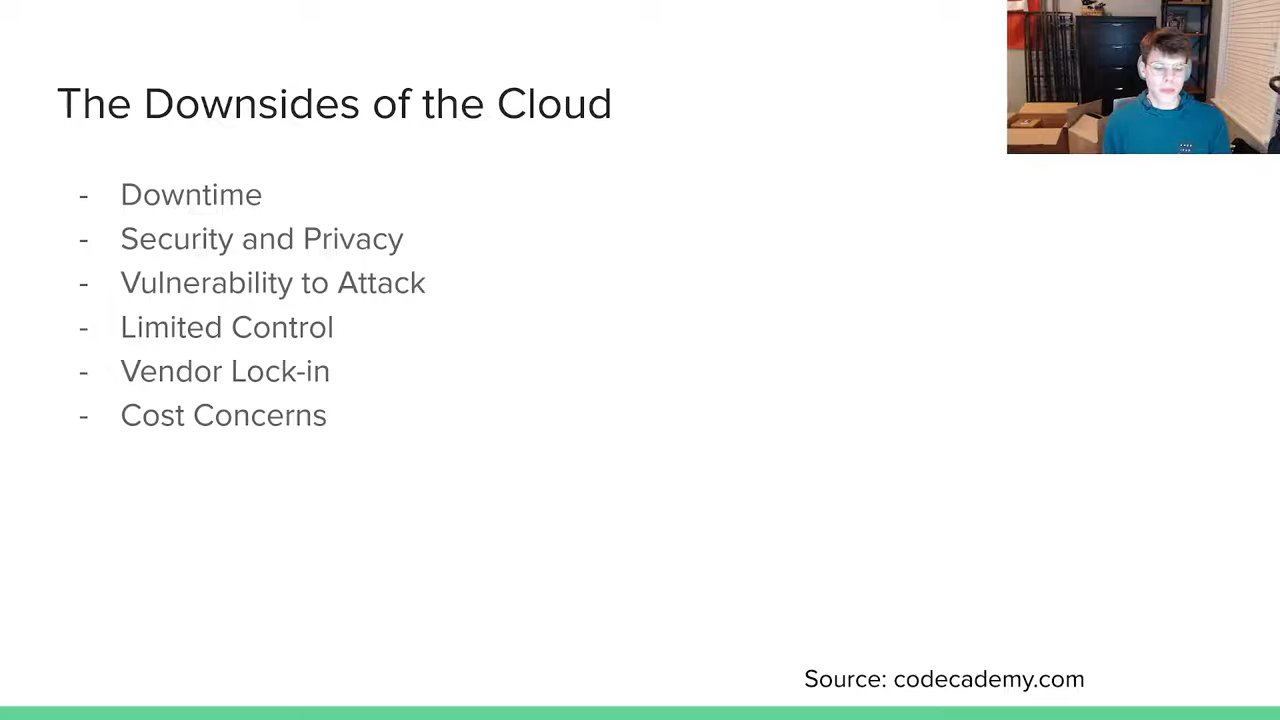 The Downsides of the Cloud
- Downtime
- Security and Privacy
- Vulnerability to Attack
- Limited Control
- Vendor Lock-in
- Cost Concerns
Source: codecademy.com